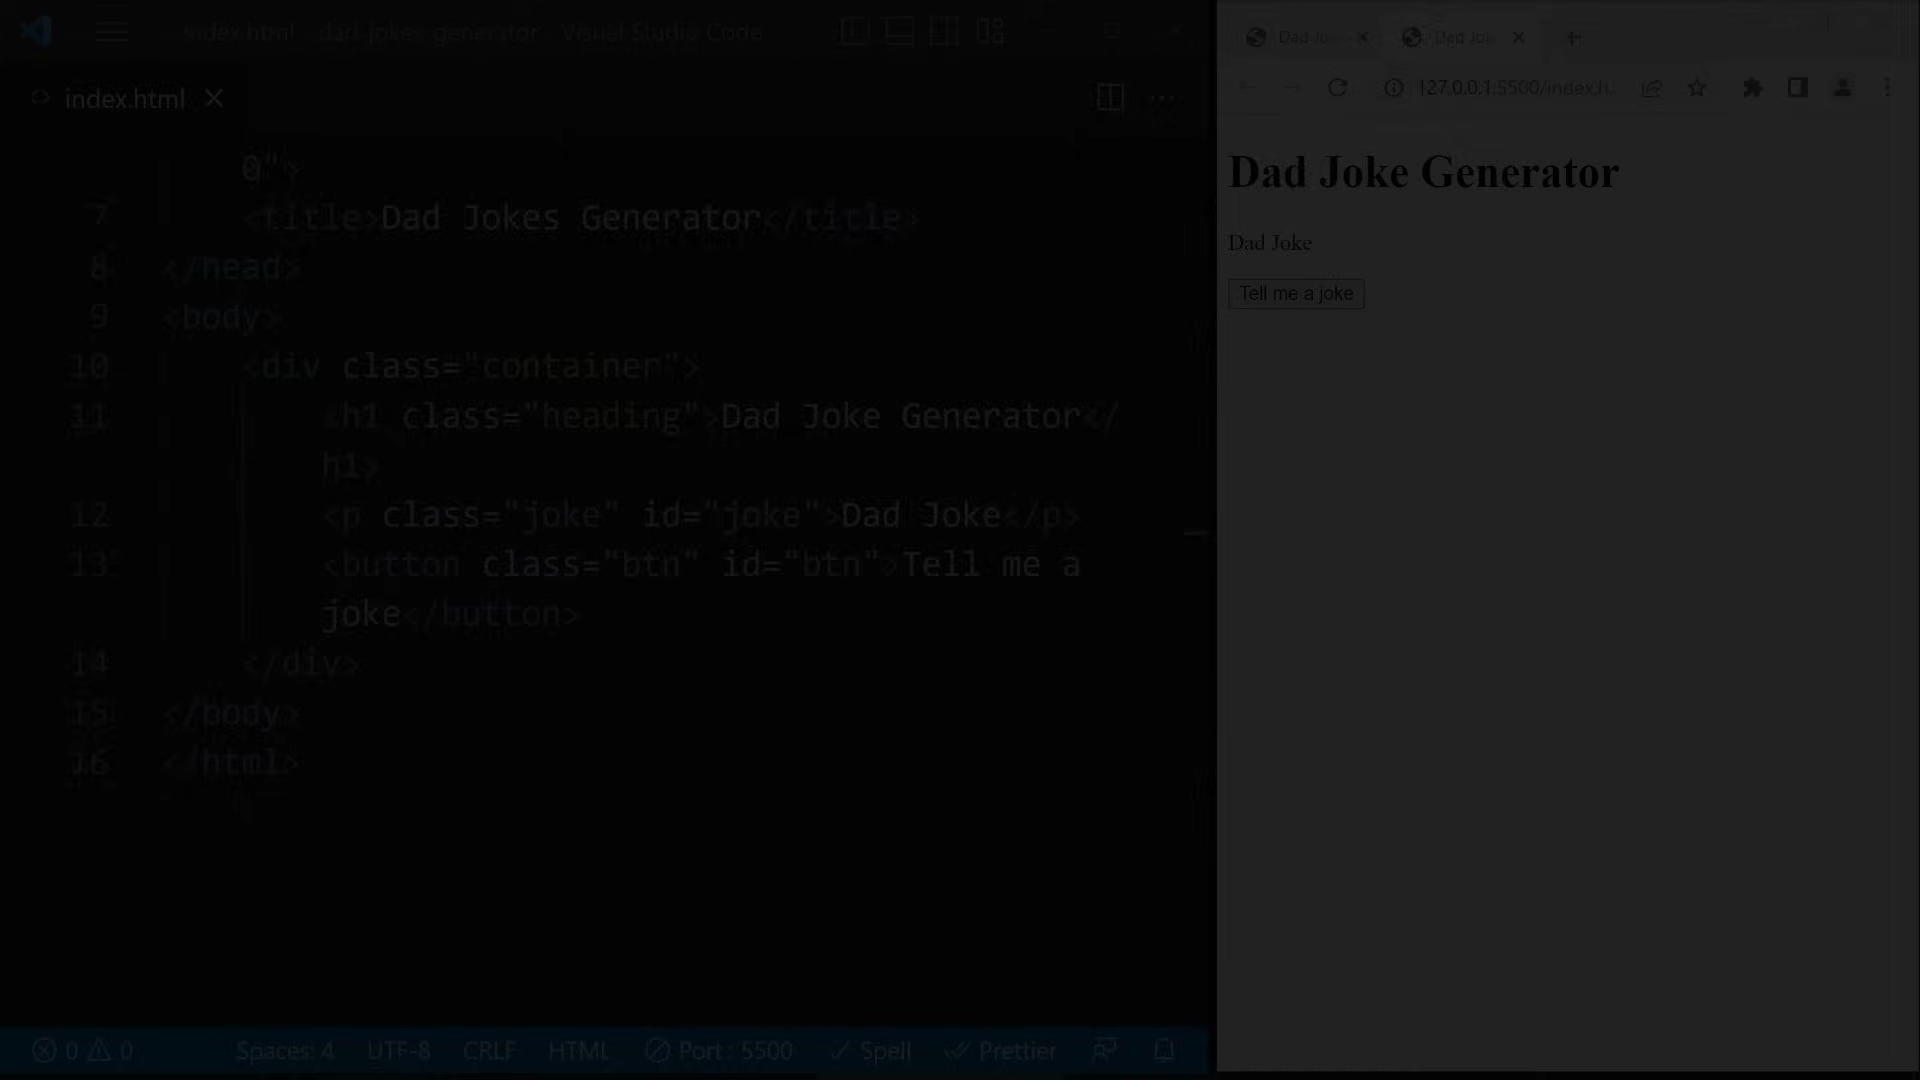 index.html - dad-jokes-generator - Visual Studio Code
index.html
0">
7 <title>Dad Jokes Generator</title>
8 </head>
9 <body>
10 <div class="container">
11 <h1 class="heading">Dad Joke Generator</
h1>
12 <p class="joke" id="joke">Dad Joke</p>
13 <button class="btn" id="btn">Tell me a
joke</button>
14 </div>
15 </body>
16 </html>
0 0 Spaces: 4 UTF-8 CRLF HTML Port : 5500 Spell Prettier
Dad Jo Dad Jok
127.0.0.1:5500/index.h
Dad Joke Generator
Dad Joke
Tell me a joke